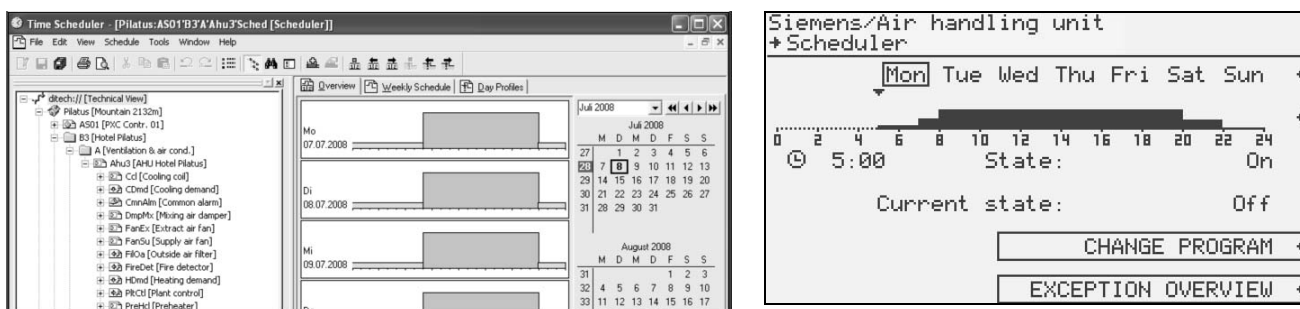 Time Scheduler - [Pilatus:AS01'B3'A'Ahu3'Sched [Scheduler]]
File Edit View Schedule Tools Window Help
ditech:// [Technical View]
Pilatus [Mountain 2132m]
AS01 [PXC Contr. 01]
B3 [Hotel Pilatus]
A [Ventilation & air cond.]
Ahu3 [AHU Hotel Pilatus]
Ccl [Cooling coil]
CDmd [Cooling demand]
CmnAlm [Common alarm]
DmpMx [Mixing air damper]
FanEx [Extract air fan]
FanSu [Supply air fan]
FilOa [Outside air filter]
FireDet [Fire detector]
HDmd [Heating demand]
PltCtl [Plant control]
PreHcl [Preheater]
Overview Weekly Schedule Day Profiles
Mo
07.07.2008
Di
08.07.2008
Mi
09.07.2008
Juli 2008
Juli 2008
M D M D F S S
27 1 2 3 4 5 6
28 7 8 9 10 11 12 13
29 14 15 16 17 18 19 20
30 21 22 23 24 25 26 27
31 28 29 30 31
August 2008
M D M D F S S
31 1 2 3
32 4 5 6 7 8 9 10
33 11 12 13 14 15 16 17
Siemens/Air handling unit
Scheduler
Mon Tue Wed Thu Fri Sat Sun
0 2 4 6 8 10 12 14 16 18 20 22 24
5:00 State: On
Current state: Off
CHANGE PROGRAM
EXCEPTION OVERVIEW